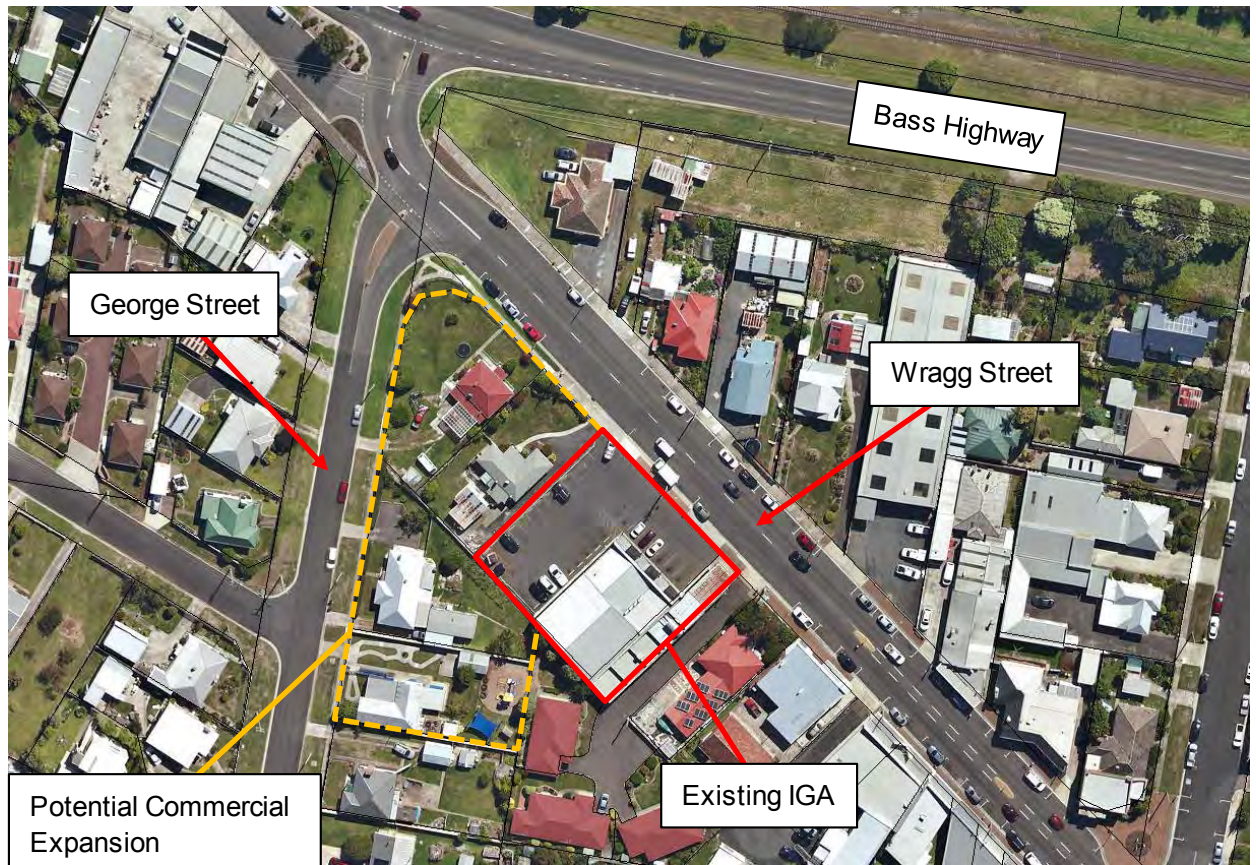 Bass Highway
George Street
Wragg Street
Existing IGA
Potential Commercial
Expansion